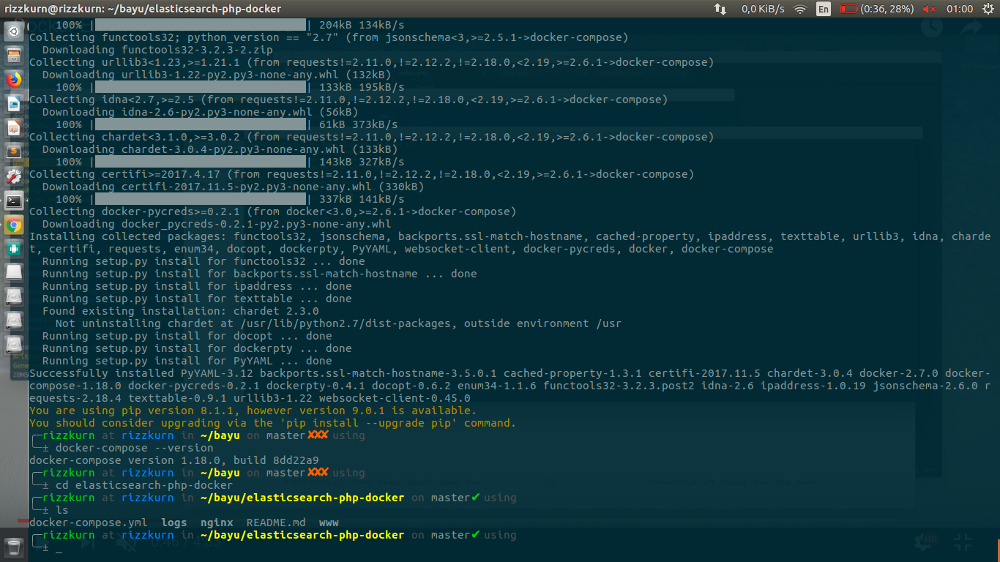 rizzkurn@rizzkurn: ~/bayu/elasticsearch-php-docker
0,0 KiB/s En (0:36, 28%) 01:00
100% | | 204kB 134kB/s
Collecting functools32; python_version == "2.7" (from jsonschema<3,>=2.5.1->docker-compose)
Downloading functools32-3.2.3-2.zip
Collecting urllib3<1.23,>=1.21.1 (from requests!=2.11.0,!=2.12.2,!=2.18.0,<2.19,>=2.6.1->docker-compose)
Downloading urllib3-1.22-py2.py3-none-any.whl (132kB)
100% | | 133kB 195kB/s
Collecting idna<2.7,>=2.5 (from requests!=2.11.0,!=2.12.2,!=2.18.0,<2.19,>=2.6.1->docker-compose)
Downloading idna-2.6-py2.py3-none-any.whl (56kB)
100% | | 61kB 373kB/s
Collecting chardet<3.1.0,>=3.0.2 (from requests!=2.11.0,!=2.12.2,!=2.18.0,<2.19,>=2.6.1->docker-compose)
Downloading chardet-3.0.4-py2.py3-none-any.whl (133kB)
100% | | 143kB 327kB/s
Collecting certifi>=2017.4.17 (from requests!=2.11.0,!=2.12.2,!=2.18.0,<2.19,>=2.6.1->docker-compose)
Downloading certifi-2017.11.5-py2.py3-none-any.whl (330kB)
100% | | 337kB 141kB/s
Collecting docker-pycreds>=0.2.1 (from docker<3.0,>=2.6.1->docker-compose)
Downloading docker_pycreds-0.2.1-py2.py3-none-any.whl
Installing collected packages: functools32, jsonschema, backports.ssl-match-hostname, cached-property, ipaddress, texttable, urllib3, idna, charde
t, certifi, requests, enum34, docopt, dockerpty, PyYAML, websocket-client, docker-pycreds, docker, docker-compose
Running setup.py install for functools32 ... done
Running setup.py install for backports.ssl-match-hostname ... done
Running setup.py install for ipaddress ... done
Running setup.py install for texttable ... done
Found existing installation: chardet 2.3.0
Not uninstalling chardet at /usr/lib/python2.7/dist-packages, outside environment /usr
Running setup.py install for docopt ... done
Running setup.py install for dockerpty ... done
Running setup.py install for PyYAML ... done
Successfully installed PyYAML-3.12 backports.ssl-match-hostname-3.5.0.1 cached-property-1.3.1 certifi-2017.11.5 chardet-3.0.4 docker-2.7.0 docker-
compose-1.18.0 docker-pycreds-0.2.1 dockerpty-0.4.1 docopt-0.6.2 enum34-1.1.6 functools32-3.2.3.post2 idna-2.6 ipaddress-1.0.19 jsonschema-2.6.0 r
equests-2.18.4 texttable-0.9.1 urllib3-1.22 websocket-client-0.45.0
You are using pip version 8.1.1, however version 9.0.1 is available.
You should consider upgrading via the 'pip install --upgrade pip' command.
╭─rizzkurn at rizzkurn in ~/bayu on master✘✘✘ using
╰─± docker-compose --version
docker-compose version 1.18.0, build 8dd22a9
╭─rizzkurn at rizzkurn in ~/bayu on master✘✘✘ using
╰─± cd elasticsearch-php-docker
╭─rizzkurn at rizzkurn in ~/bayu/elasticsearch-php-docker on master✔ using
╰─± ls
docker-compose.yml logs nginx README.md www
╭─rizzkurn at rizzkurn in ~/bayu/elasticsearch-php-docker on master✔ using
╰─± _